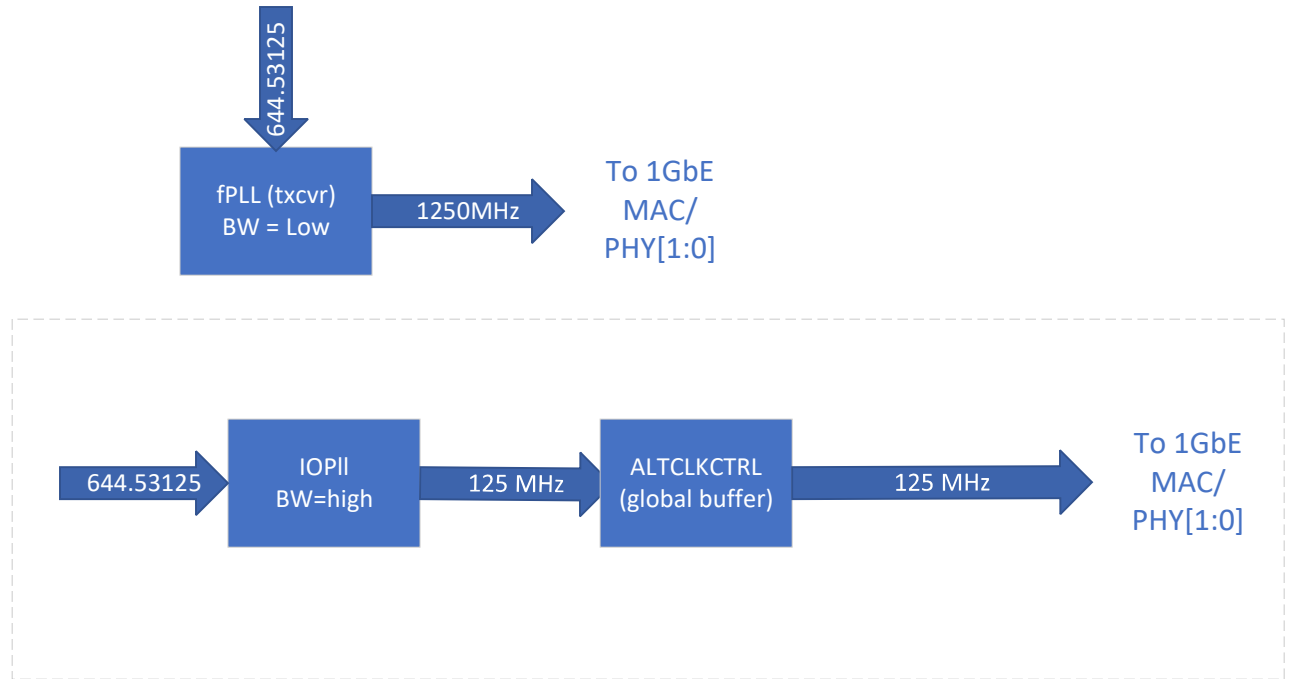 644.53125
fPLL (txcvr)
BW = Low
1250MHz
To 1GbE
MAC/
PHY[1:0]
644.53125
IOPll
BW=high
125 MHz
ALTCLKCTRL
(global buffer)
125 MHz
To 1GbE
MAC/
PHY[1:0]